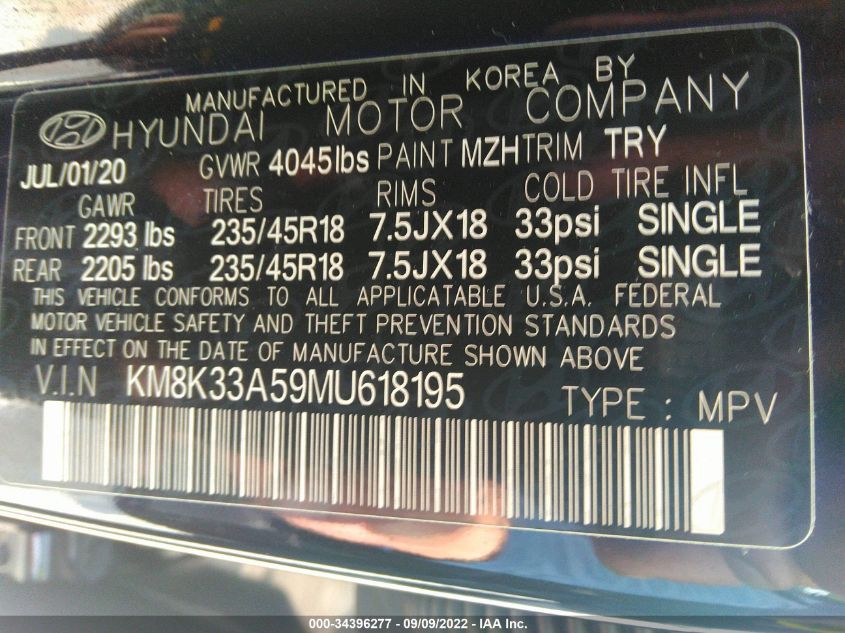 MANUFACTURED IN KOREA BY
HYUNDAI MOTOR COMPANY
JUL/01/20 GVWR 4045lbs PAINT MZH TRIM TRY
GAWR TIRES RIMS COLD TIRE INFL
FRONT 2293 lbs 235/45R18 7.5JX18 33psi SINGLE
REAR 2205 lbs 235/45R18 7.5JX18 33psi SINGLE
THIS VEHICLE CONFORMS TO ALL APPLICATABLE U.S.A. FEDERAL
MOTOR VEHICLE SAFETY AND THEFT PREVENTION STANDARDS
IN EFFECT ON THE DATE OF MANUFACTURE SHOWN ABOVE
V.I.N KM8K33A59MU618195 TYPE : MPV
000-34396277 - 09/09/2022 - IAA Inc.